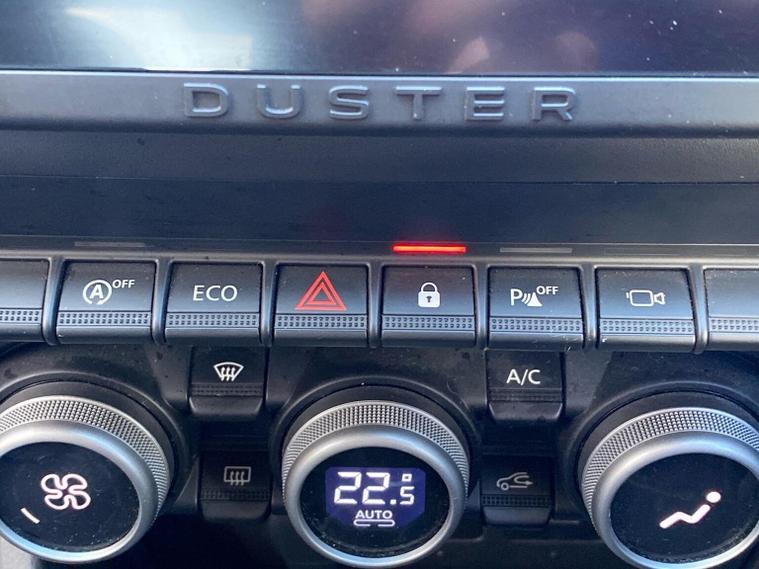 DUSTER
A OFF ECO P OFF
A/C
22.5°
AUTO